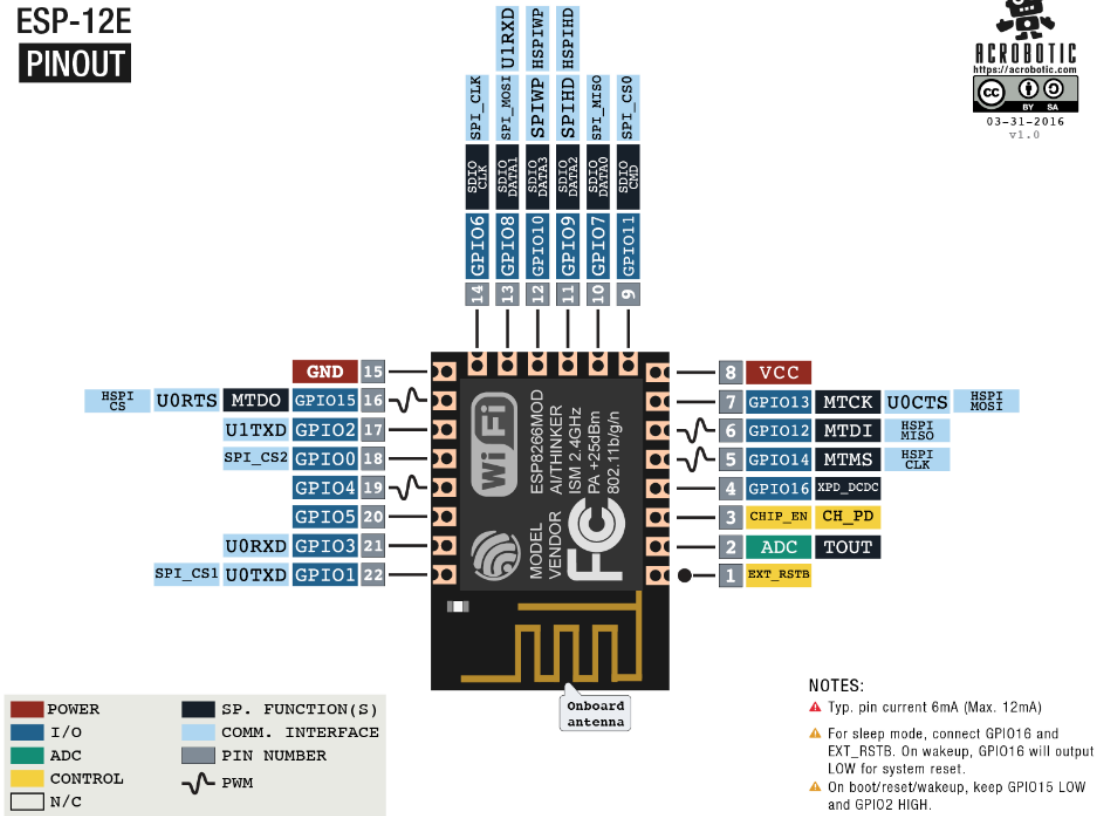 ESP-12E
PINOUT
ACROBOTIC
https://acrobotic.com
CC BY SA
03-31-2016
v1.0
SPI_CLK
SDIO CLK
GPIO6
14
U1RXD
SPI_MOSI
SDIO DATA1
GPIO8
13
HSPIWP
SPIWP
SDIO DATA3
GPIO10
12
HSPIHD
SPIHD
SDIO DATA2
GPIO9
11
SPI_MISO
SDIO DATA0
GPIO7
10
SPI_CS0
SDIO CMD
GPIO11
9
GND 15
HSPI CS U0RTS MTDO GPIO15 16
U1TXD GPIO2 17
SPI_CS2 GPIO0 18
GPIO4 19
GPIO5 20
U0RXD GPIO3 21
SPI_CS1 U0TXD GPIO1 22
WiFi
ESP8266MOD
AI/THINKER
ISM 2.4GHz
PA +25dBm
802.11b/g/n
MODEL
VENDOR
FC
8 VCC
7 GPIO13 MTCK U0CTS HSPI MOSI
6 GPIO12 MTDI HSPI MISO
5 GPIO14 MTMS HSPI CLK
4 GPIO16 XPD_DCDC
3 CHIP_EN CH_PD
2 ADC TOUT
1 EXT_RSTB
Onboard
antenna
POWER
I/O
ADC
CONTROL
N/C
SP. FUNCTION(S)
COMM. INTERFACE
PIN NUMBER
PWM
NOTES:
Typ. pin current 6mA (Max. 12mA)
For sleep mode, connect GPIO16 and
EXT_RSTB. On wakeup, GPIO16 will output
LOW for system reset.
On boot/reset/wakeup, keep GPIO15 LOW
and GPIO2 HIGH.